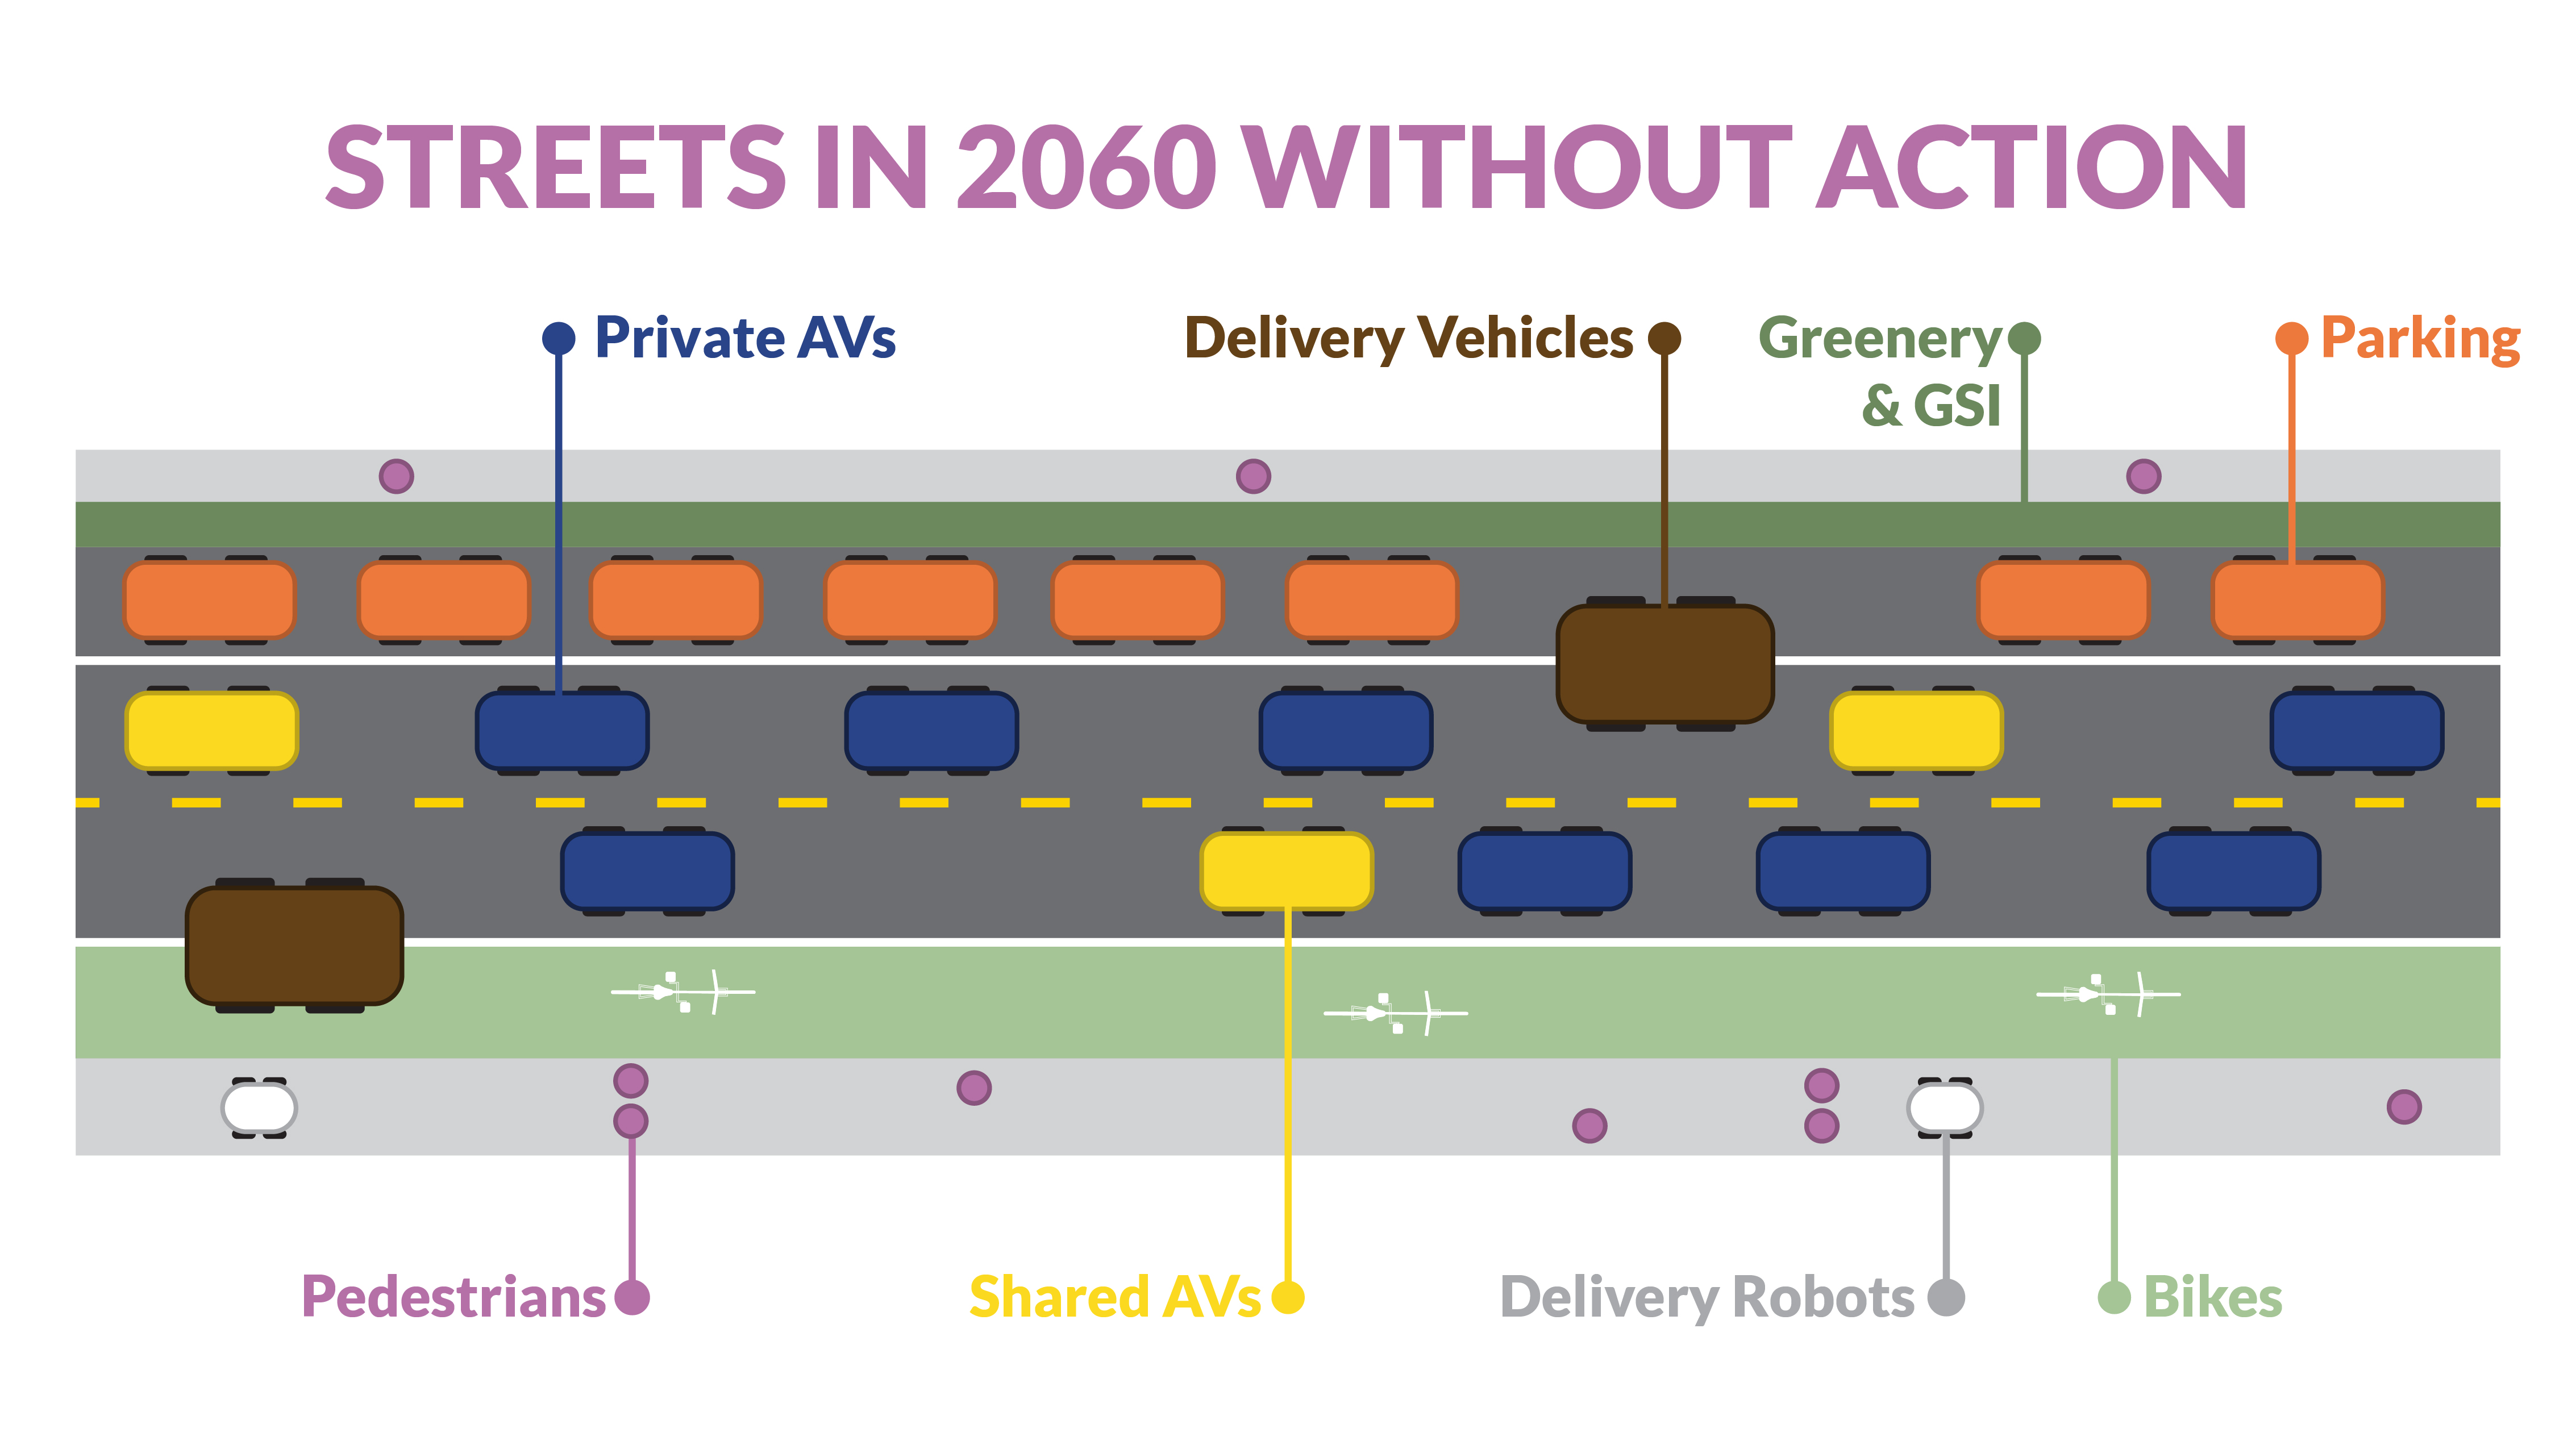 STREETS IN 2060 WITHOUT ACTION
Private AVs
Delivery Vehicles
Greenery
& GSI
Parking
Pedestrians
Shared AVs
Delivery Robots
Bikes